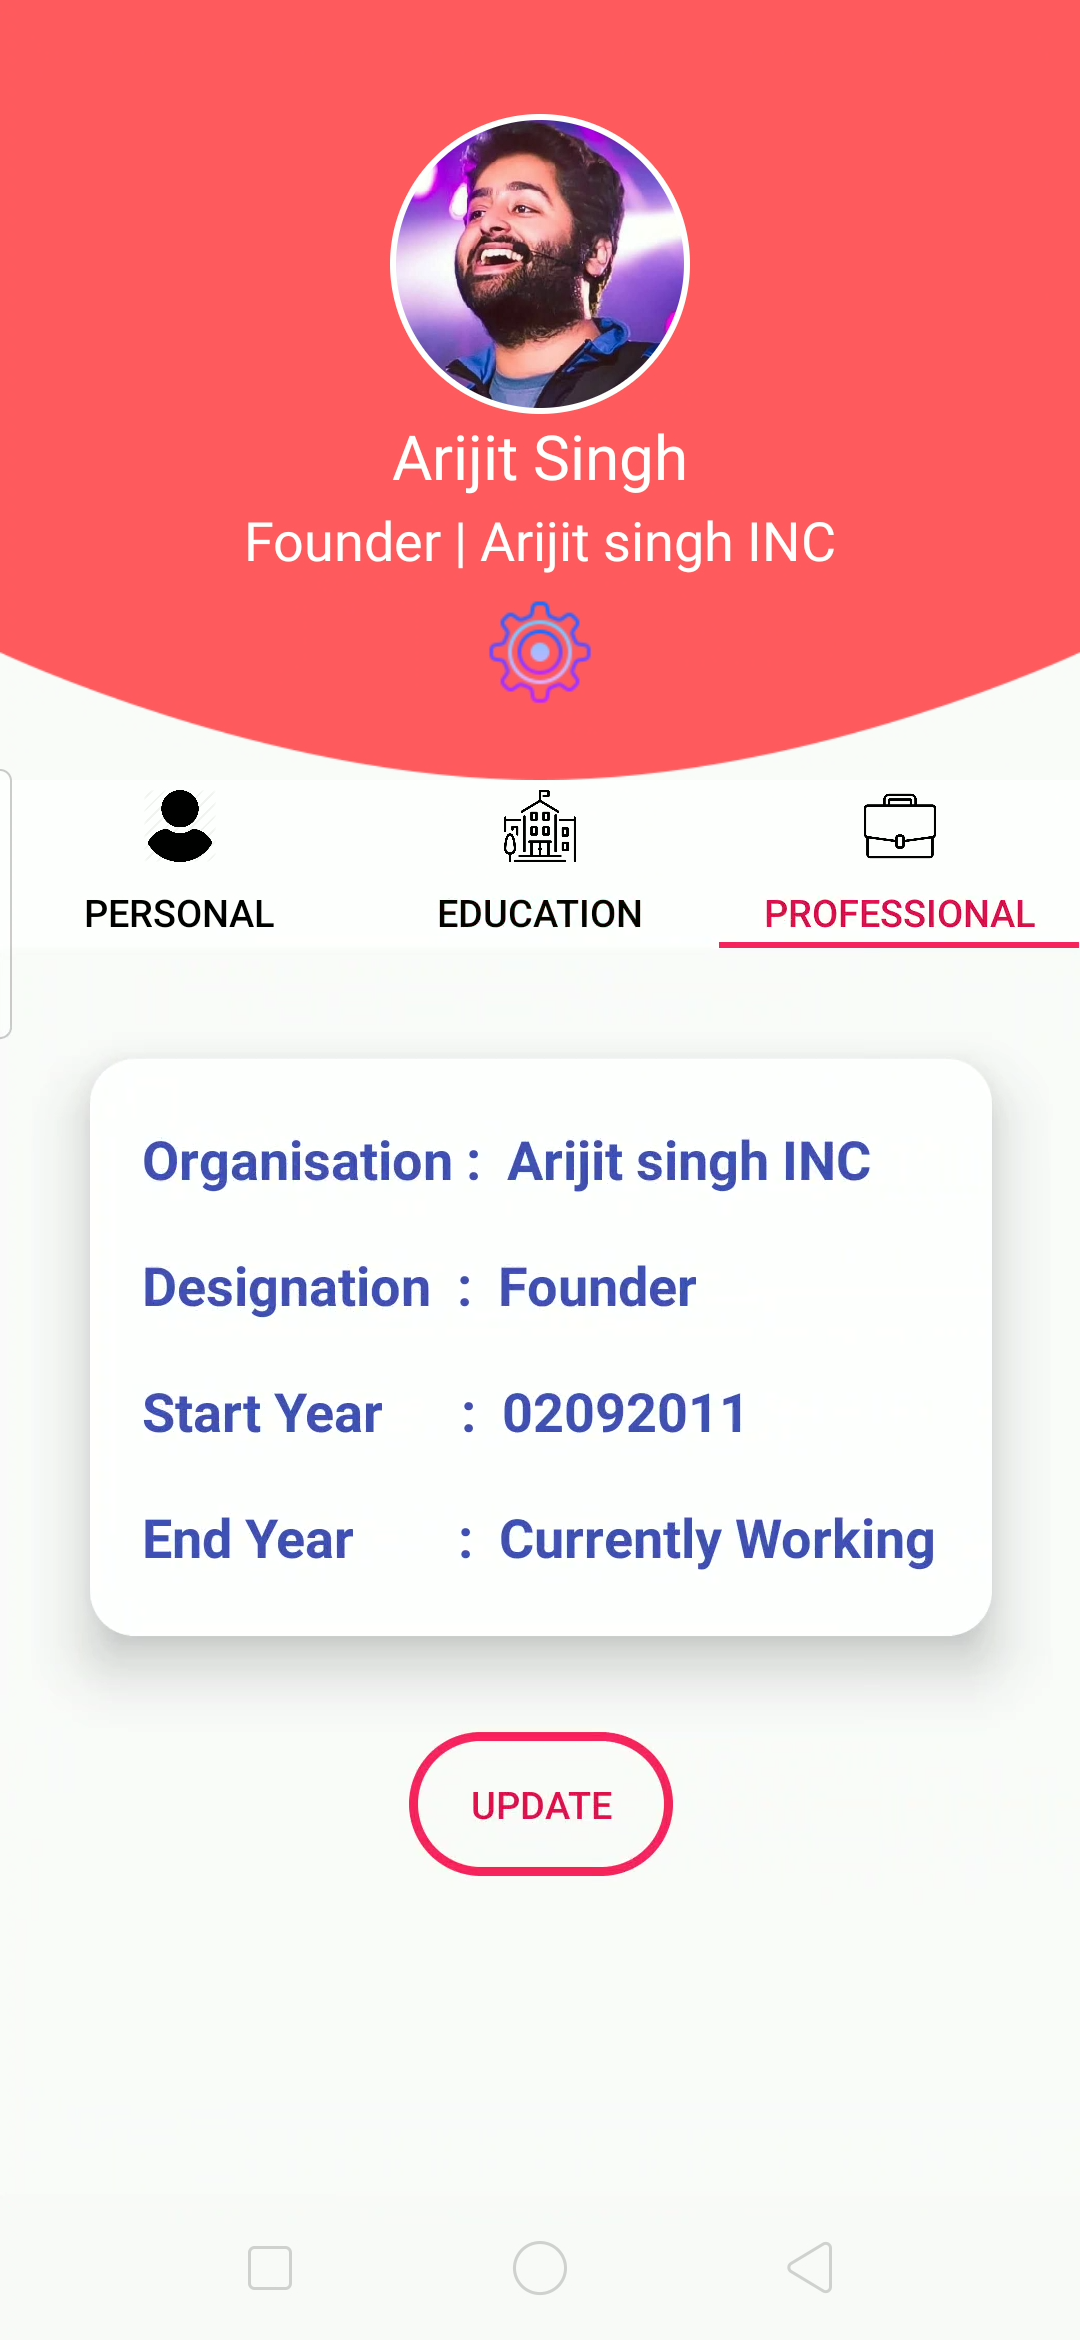 Arijit Singh
Founder | Arijit singh INC
PERSONAL EDUCATION PROFESSIONAL
Organisation : Arijit singh INC
Designation : Founder
Start Year : 02092011
End Year : Currently Working
UPDATE